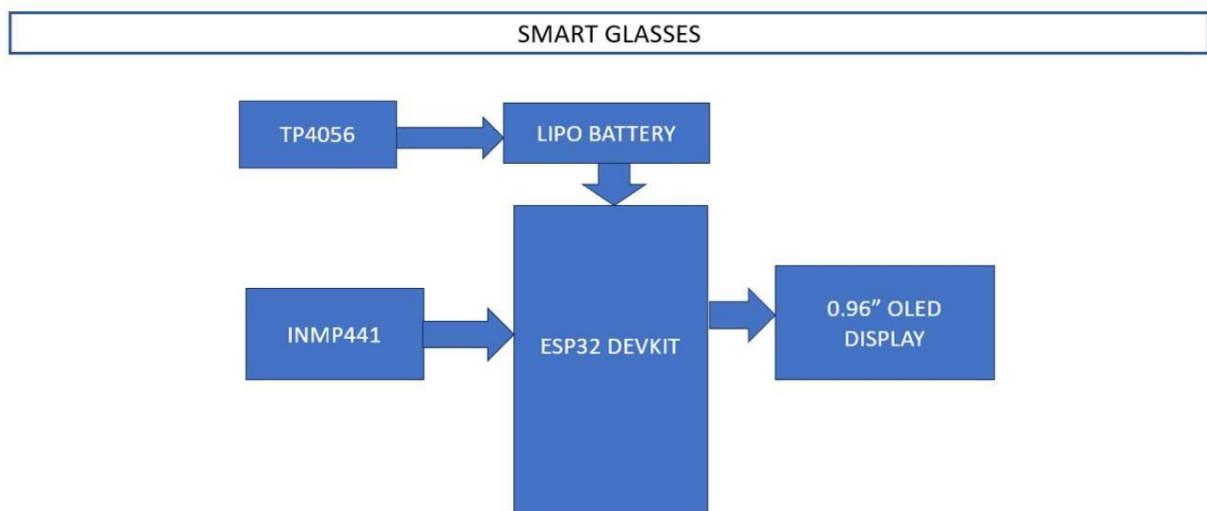 SMART GLASSES
TP4056
LIPO BATTERY
INMP441
ESP32 DEVKIT
0.96” OLED
DISPLAY